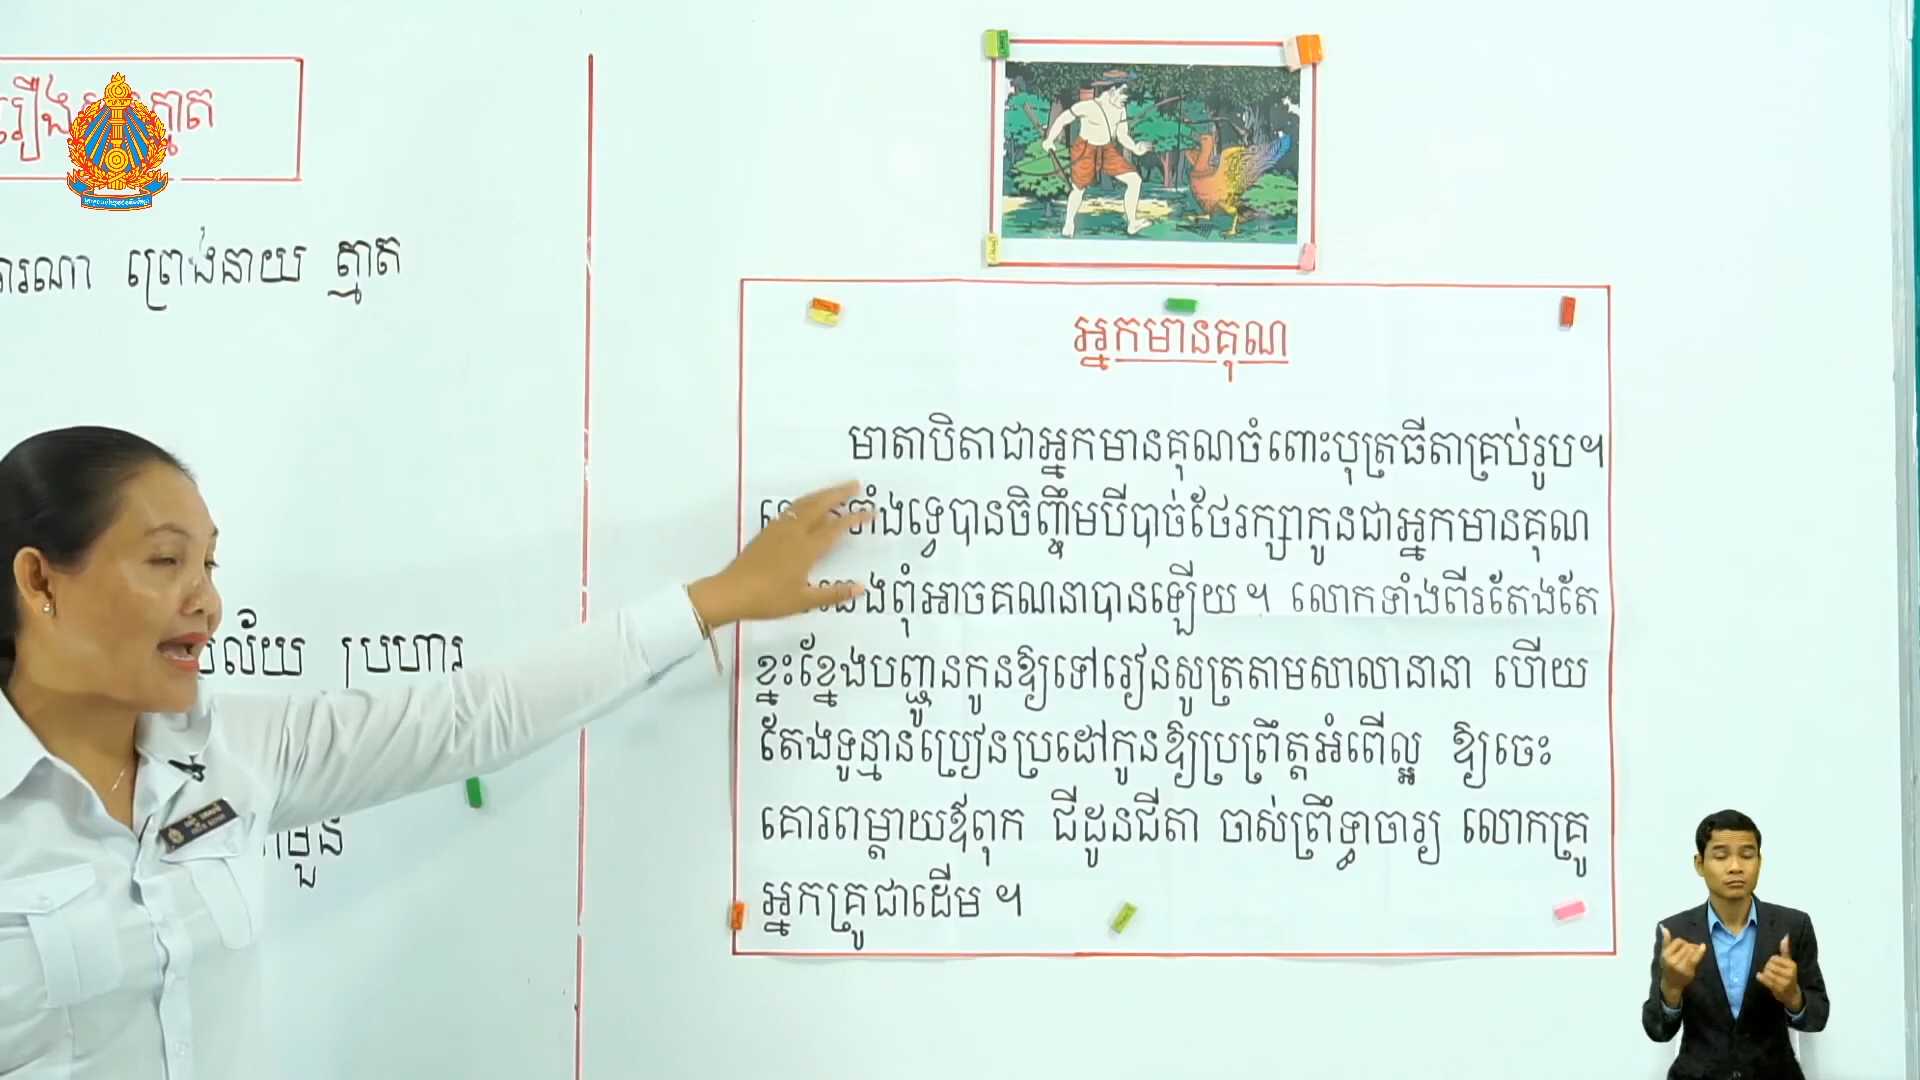 រឿង
ព្រេងនាយ ត្មាត
ប្រហារ
អ្នកមានគុណ
មាតាបិតាជាអ្នកមានគុណចំពោះបុត្រធីតាគ្រប់រូប។
ទាំងទ្វេបានចិញ្ចឹមបីបាច់ថែរក្សាកូនជាអ្នកមានគុណ
ពុំអាចគណនាបានឡើយ។ លោកទាំងពីរតែងតែ
ខ្នះខ្នែងបញ្ជូនកូនឱ្យទៅរៀនសូត្រតាមសាលានានា ហើយ
តែងទូន្មានប្រៀនប្រដៅកូនឱ្យប្រព្រឹត្តអំពើល្អ ឱ្យចេះ
គោរពម្តាយឪពុក ជីដូនជីតា ចាស់ព្រឹទ្ធាចារ្យ លោកគ្រូ
អ្នកគ្រូជាដើម។